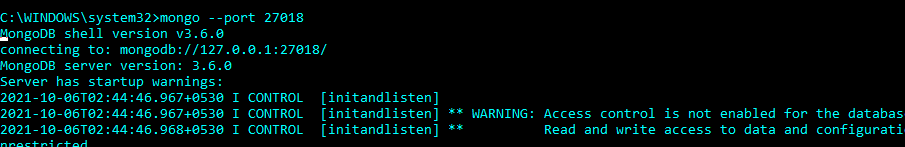 C:\WINDOWS\system32>mongo --port 27018
MongoDB shell version v3.6.0
connecting to: mongodb://127.0.0.1:27018/
MongoDB server version: 3.6.0
Server has startup warnings:
2021-10-06T02:44:46.967+0530 I CONTROL  [initandlisten]
2021-10-06T02:44:46.967+0530 I CONTROL  [initandlisten] ** WARNING: Access control is not enabled for the databas
2021-10-06T02:44:46.968+0530 I CONTROL  [initandlisten] **          Read and write access to data and configurati
nrestricted